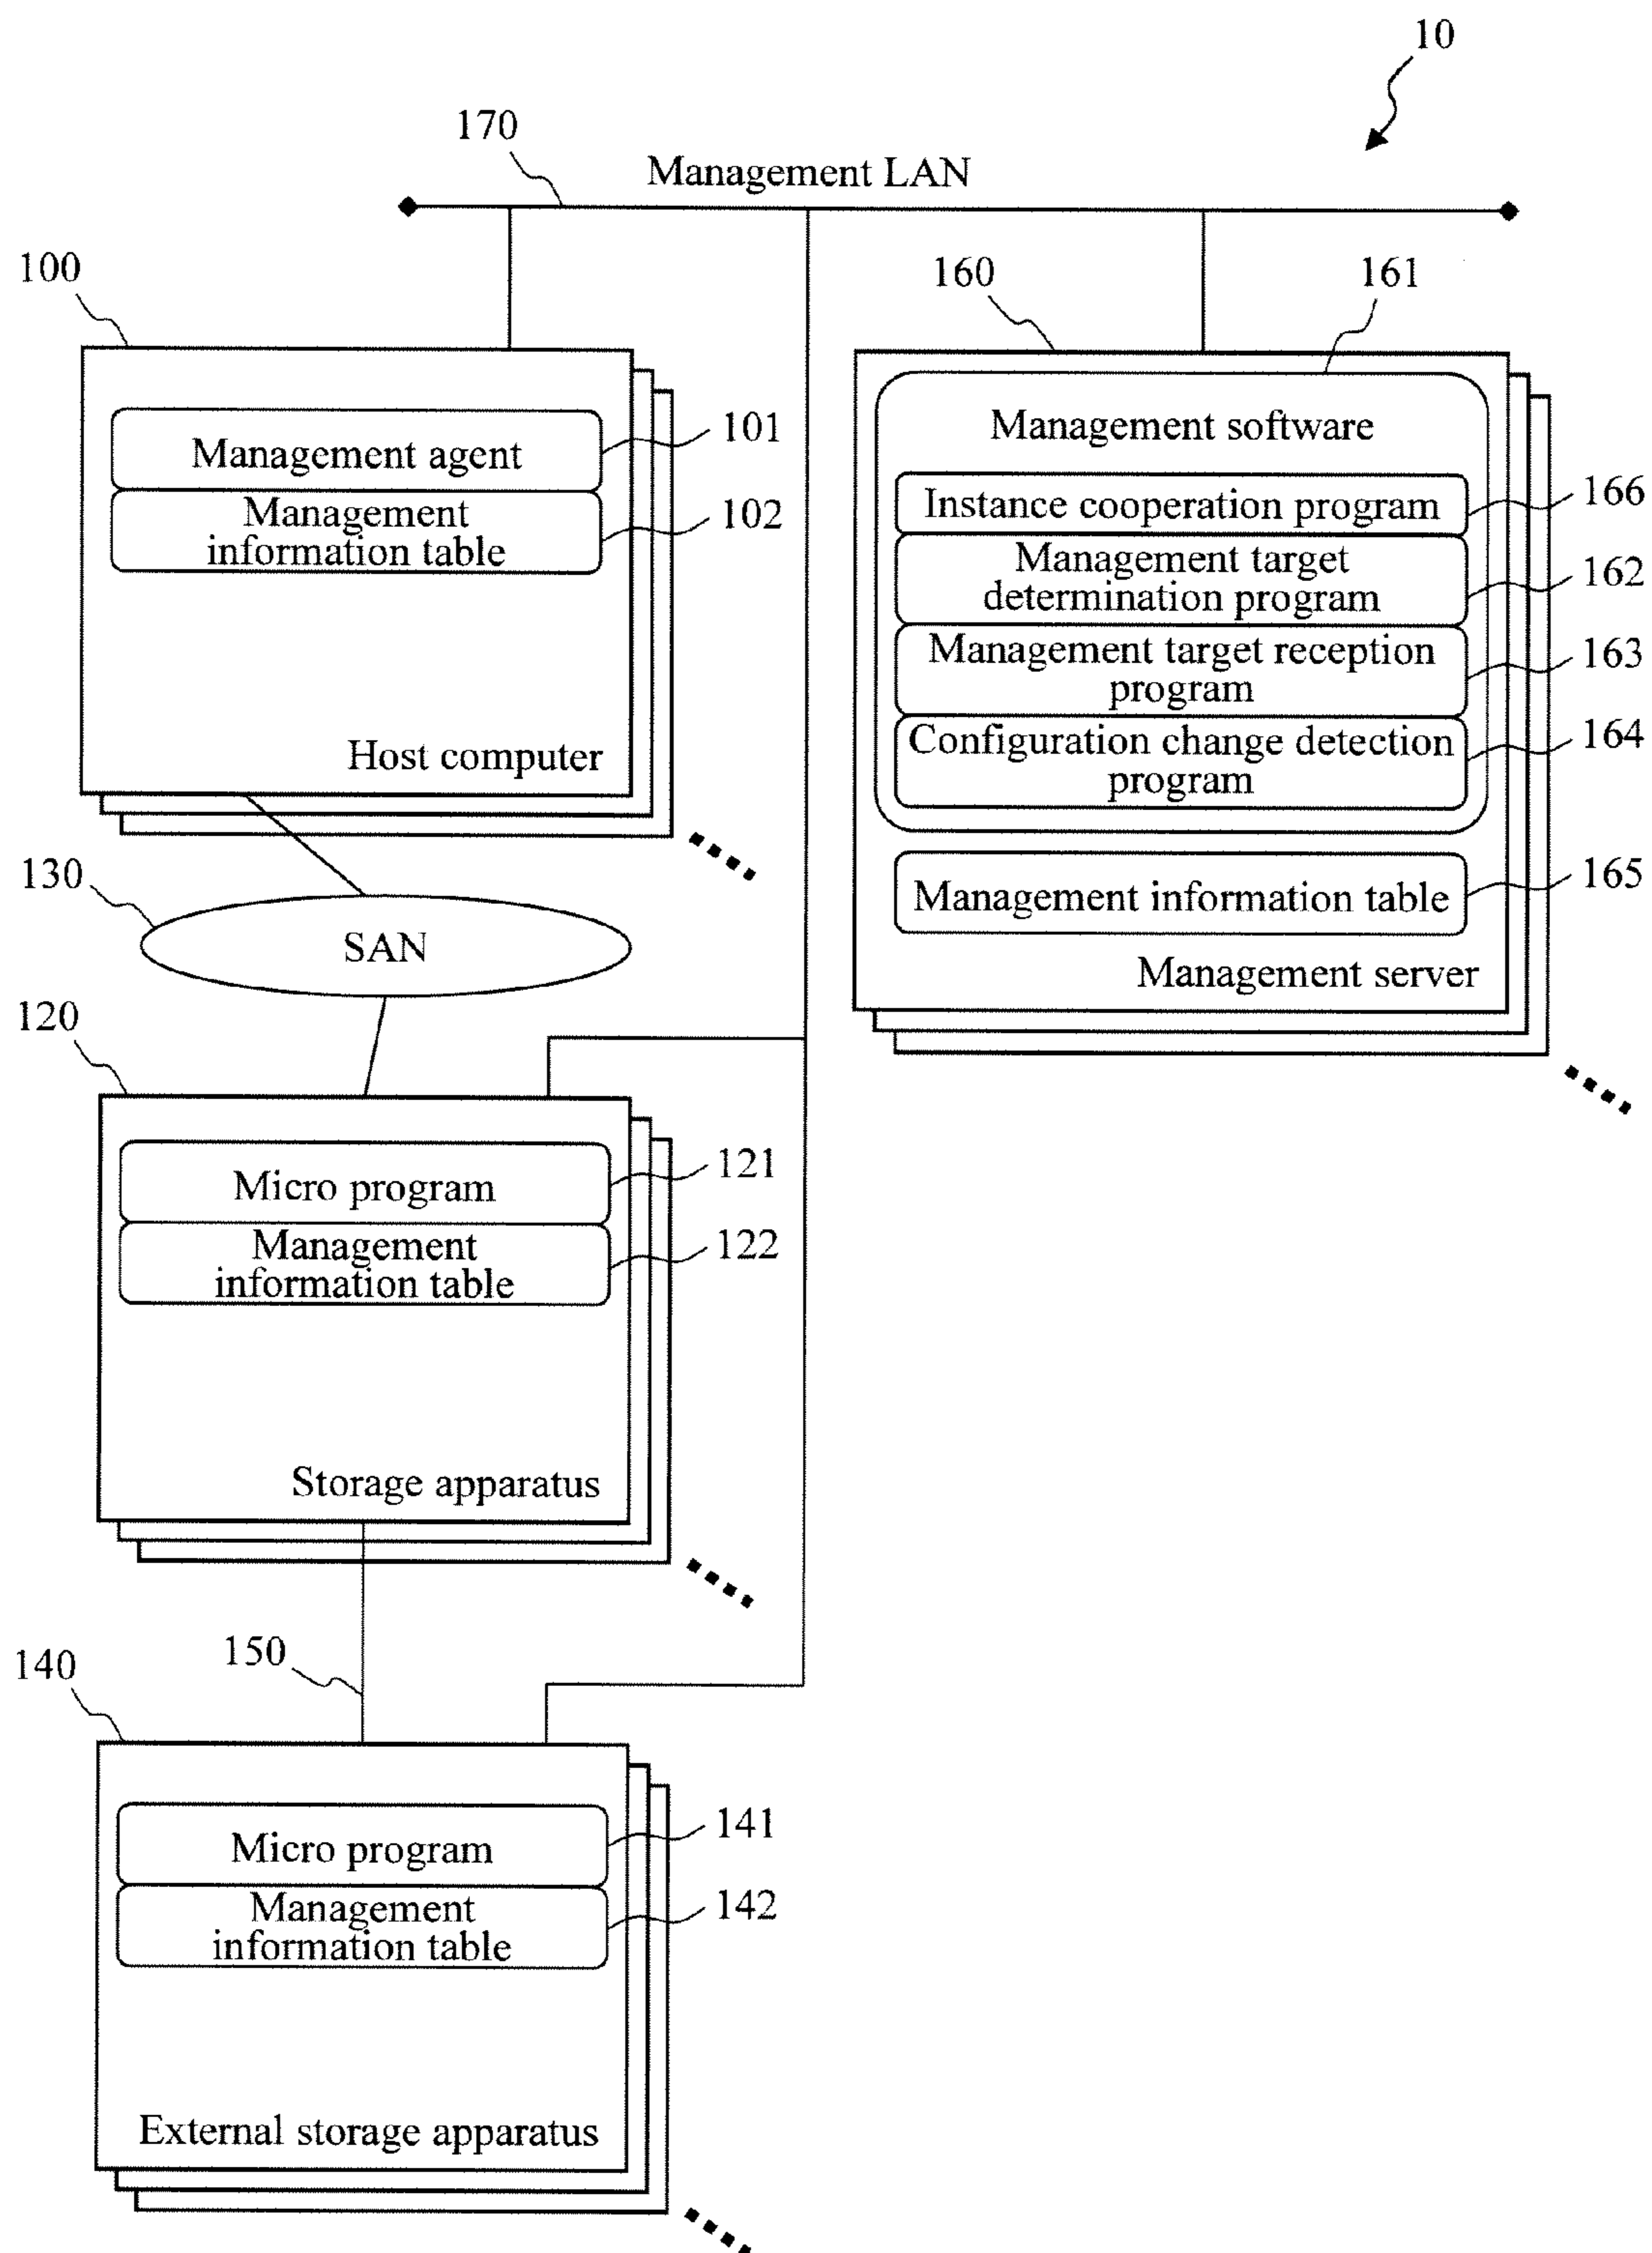 10
170
Management LAN
100
160
161
Management agent
101
Management
information table
102
Host computer
Management software
Instance cooperation program
166
Management target
determination program
162
Management target reception
program
163
Configuration change detection
program
164
Management information table
165
Management server
130
SAN
120
Micro program
121
Management
information table
122
Storage apparatus
150
140
Micro program
141
Management
information table
142
External storage apparatus